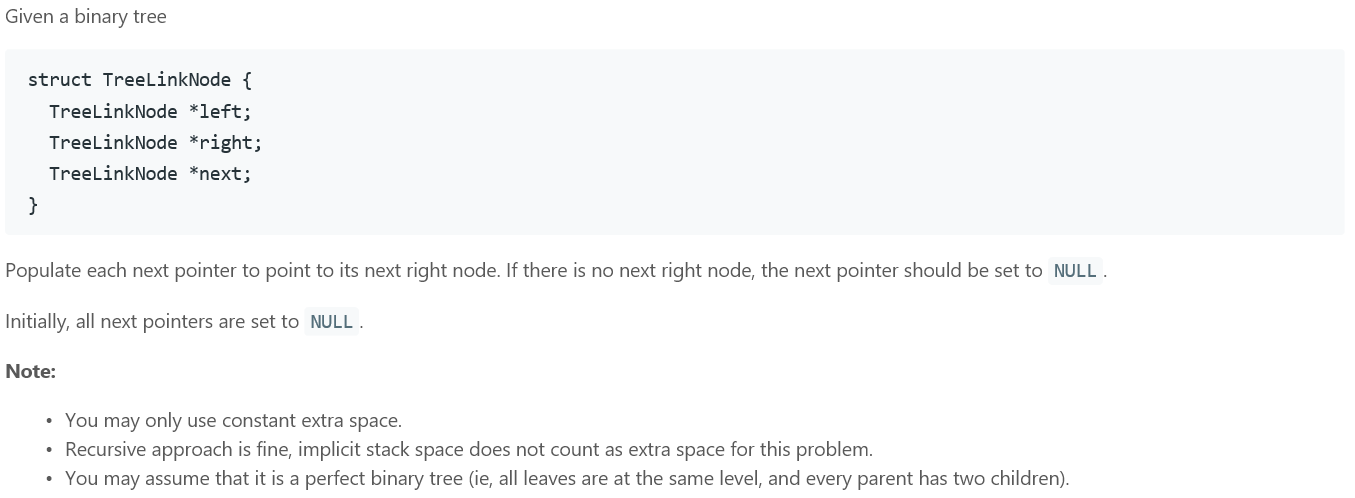 Given a binary tree
struct TreeLinkNode {
  TreeLinkNode *left;
  TreeLinkNode *right;
  TreeLinkNode *next;
}
Populate each next pointer to point to its next right node. If there is no next right node, the next pointer should be set to NULL.
Initially, all next pointers are set to NULL.
Note:
• You may only use constant extra space.
• Recursive approach is fine, implicit stack space does not count as extra space for this problem.
• You may assume that it is a perfect binary tree (ie, all leaves are at the same level, and every parent has two children).